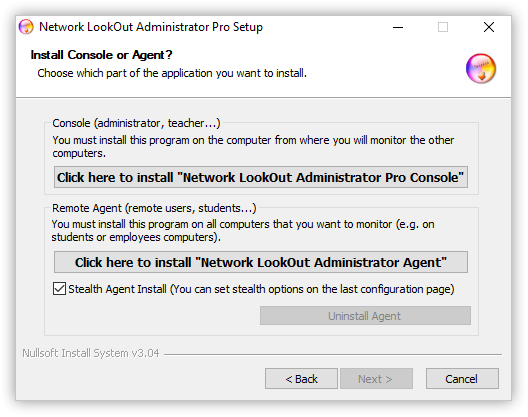 Network LookOut Administrator Pro Setup
Install Console or Agent?
Choose which part of the application you want to install.
Console (administrator, teacher...)
You must install this program on the computer from where you will monitor the other
computers.
Click here to install "Network LookOut Administrator Pro Console"
Remote Agent (remote users, students...)
You must install this program on all computers that you want to monitor (e.g. on
students or employees computers).
Click here to install "Network LookOut Administrator Agent"
Stealth Agent Install (You can set stealth options on the last configuration page)
Uninstall Agent
Nullsoft Install System v3.04
< Back
Next >
Cancel